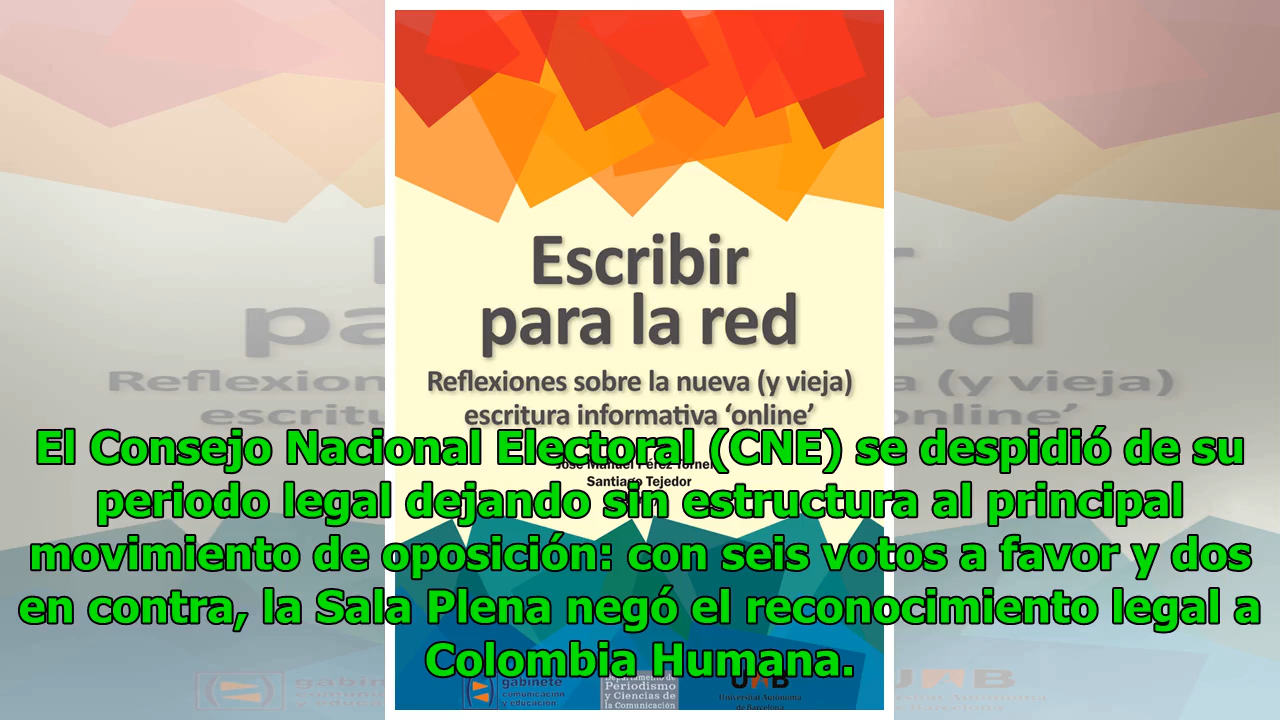 Escribir
para la red
Reflexiones sobre la nueva (y vieja)
escritura informativa ‘online’
El Consejo Nacional Electoral (CNE) se despidió de su
Santiago Tejedor
periodo legal dejando sin estructura al principal
movimiento de oposición: con seis votos a favor y dos
en contra, la Sala Plena negó el reconocimiento legal a
Colombia Humana.
gabinete
comunicación
y educación
Departamento de
Periodismo
y Ciencias de
la Comunicación
UAB
Universitat Autònoma
de Barcelona